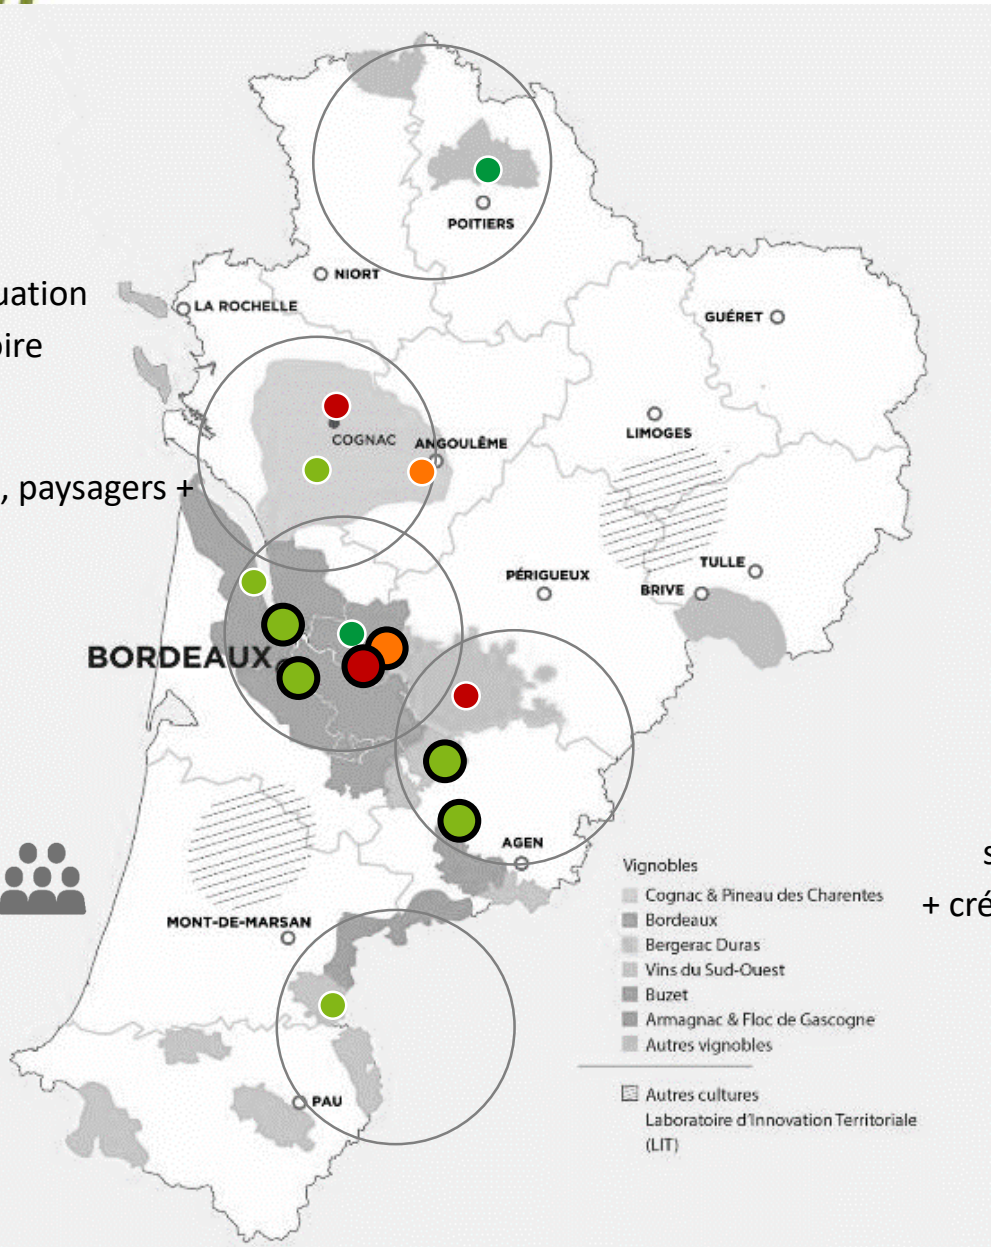 POITIERS
NIORT
uation
LA ROCHELLE
GUÉRET
oire
COGNAC
ANGOULÊME
LIMOGES
, paysagers +
TULLE
PÉRIGUEUX
BRIVE
BORDEAUX
AGEN
MONT-DE-MARSAN
PAU
Vignobles
Cognac & Pineau des Charentes
Bordeaux
Bergerac Duras
Vins du Sud-Ouest
Buzet
Armagnac & Floc de Gascogne
Autres vignobles
Autres cultures
Laboratoire d'Innovation Territoriale
(LIT)
s
+ cré